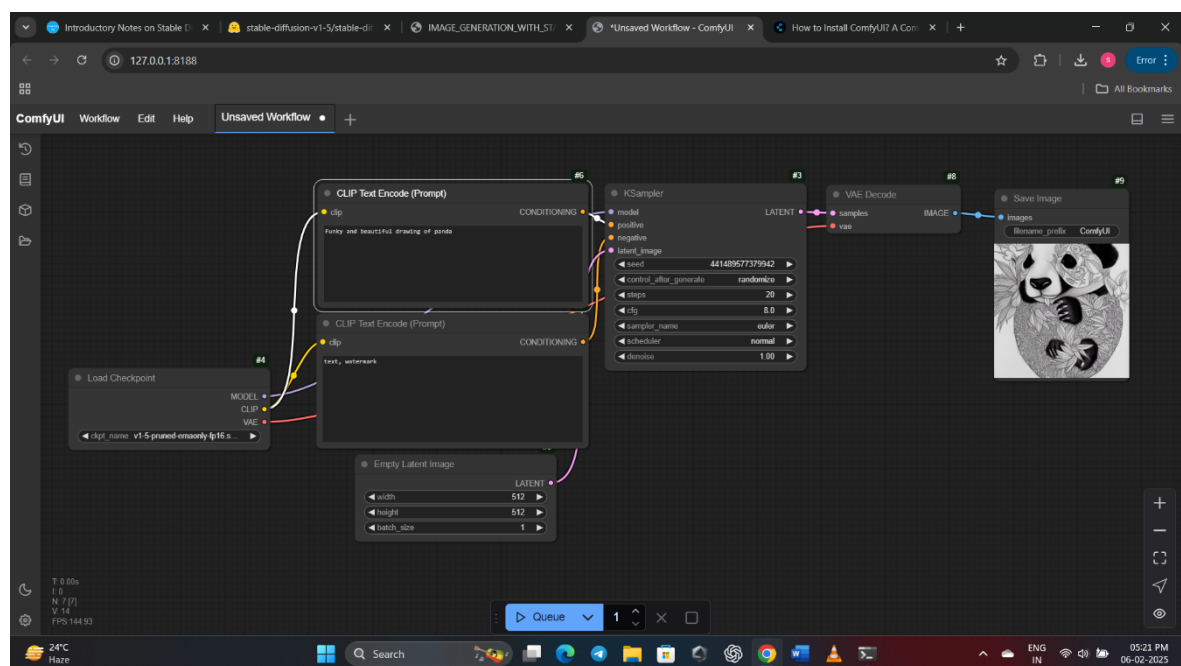 Introductory Notes on Stable D
stable-diffusion-v1-5/stable-dif
IMAGE_GENERATION_WITH_ST
*Unsaved Workflow - ComfyUI
How to Install ComfyUI? A Com
127.0.0.1:8188
S
Error
All Bookmarks
ComfyUI Workflow Edit Help Unsaved Workflow
#6
CLIP Text Encode (Prompt)
clip CONDITIONING
Funky and beautiful drawing of panda
CLIP Text Encode (Prompt)
clip CONDITIONING
text, watermark
#4
Load Checkpoint
MODEL
CLIP
VAE
ckpt_name v1-5-pruned-emaonly-fp16.s...
Empty Latent Image
LATENT
width 512
height 512
batch_size 1
#3
KSampler
model LATENT
positive
negative
latent_image
seed 441489577379942
control_after_generate randomize
steps 20
cfg 8.0
sampler_name euler
scheduler normal
denoise 1.00
#8
VAE Decode
samples IMAGE
vae
#9
Save Image
images
filename_prefix ComfyUI
T: 0.00s
I: 0
N: 7 [7]
V: 14
FPS:144.93
Queue 1
24°C
Haze
Search
ENG
IN
05:21 PM
06-02-2025